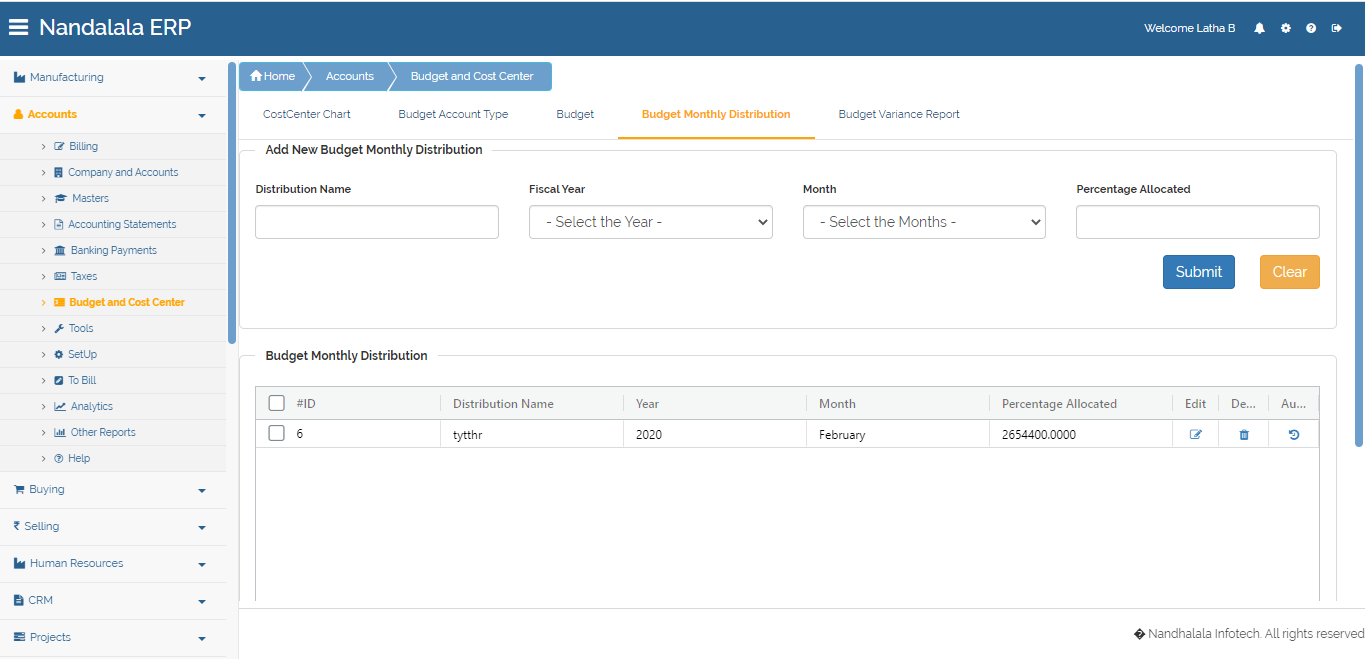 Nandalala ERP
Welcome Latha B
Manufacturing
Accounts
Billing
Company and Accounts
Masters
Accounting Statements
Banking Payments
Taxes
Budget and Cost Center
Tools
SetUp
To Bill
Analytics
Other Reports
Help
Buying
Selling
Human Resources
CRM
Projects
Home Accounts Budget and Cost Center
CostCenter Chart Budget Account Type Budget Budget Monthly Distribution Budget Variance Report
Add New Budget Monthly Distribution
Distribution Name Fiscal Year Month Percentage Allocated
- Select the Year - - Select the Months -
Submit Clear
Budget Monthly Distribution
#ID Distribution Name Year Month Percentage Allocated Edit De... Au...
6 tytthr 2020 February 2654400.0000
� Nandhalala Infotech. All rights reserved